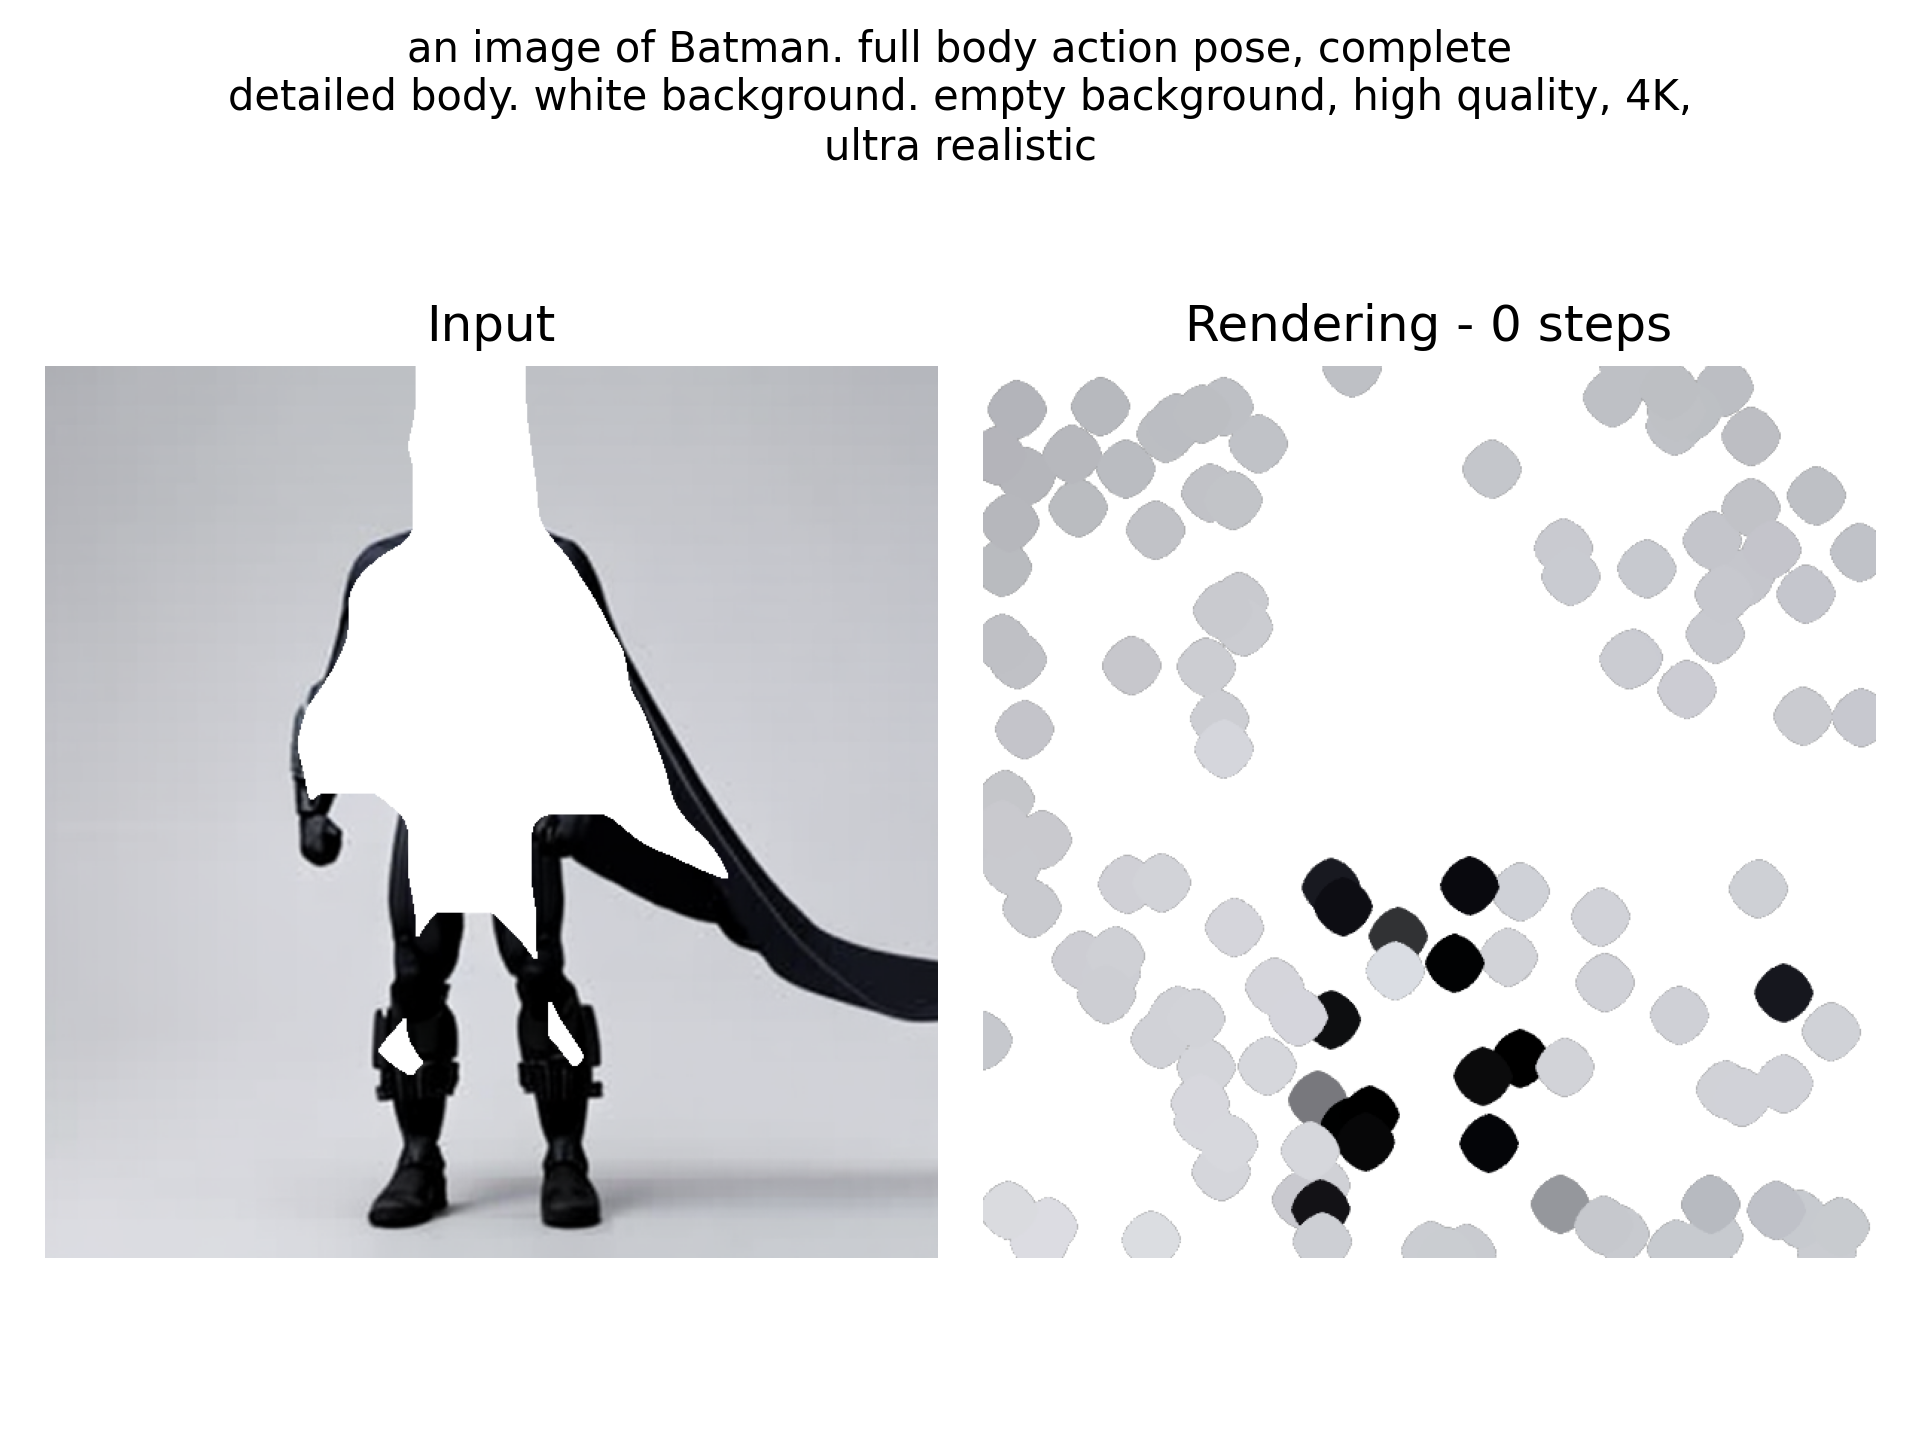 an image of Batman. full body action pose, complete
detailed body. white background. empty background, high quality, 4K,
ultra realistic
Input
Rendering - 0 steps